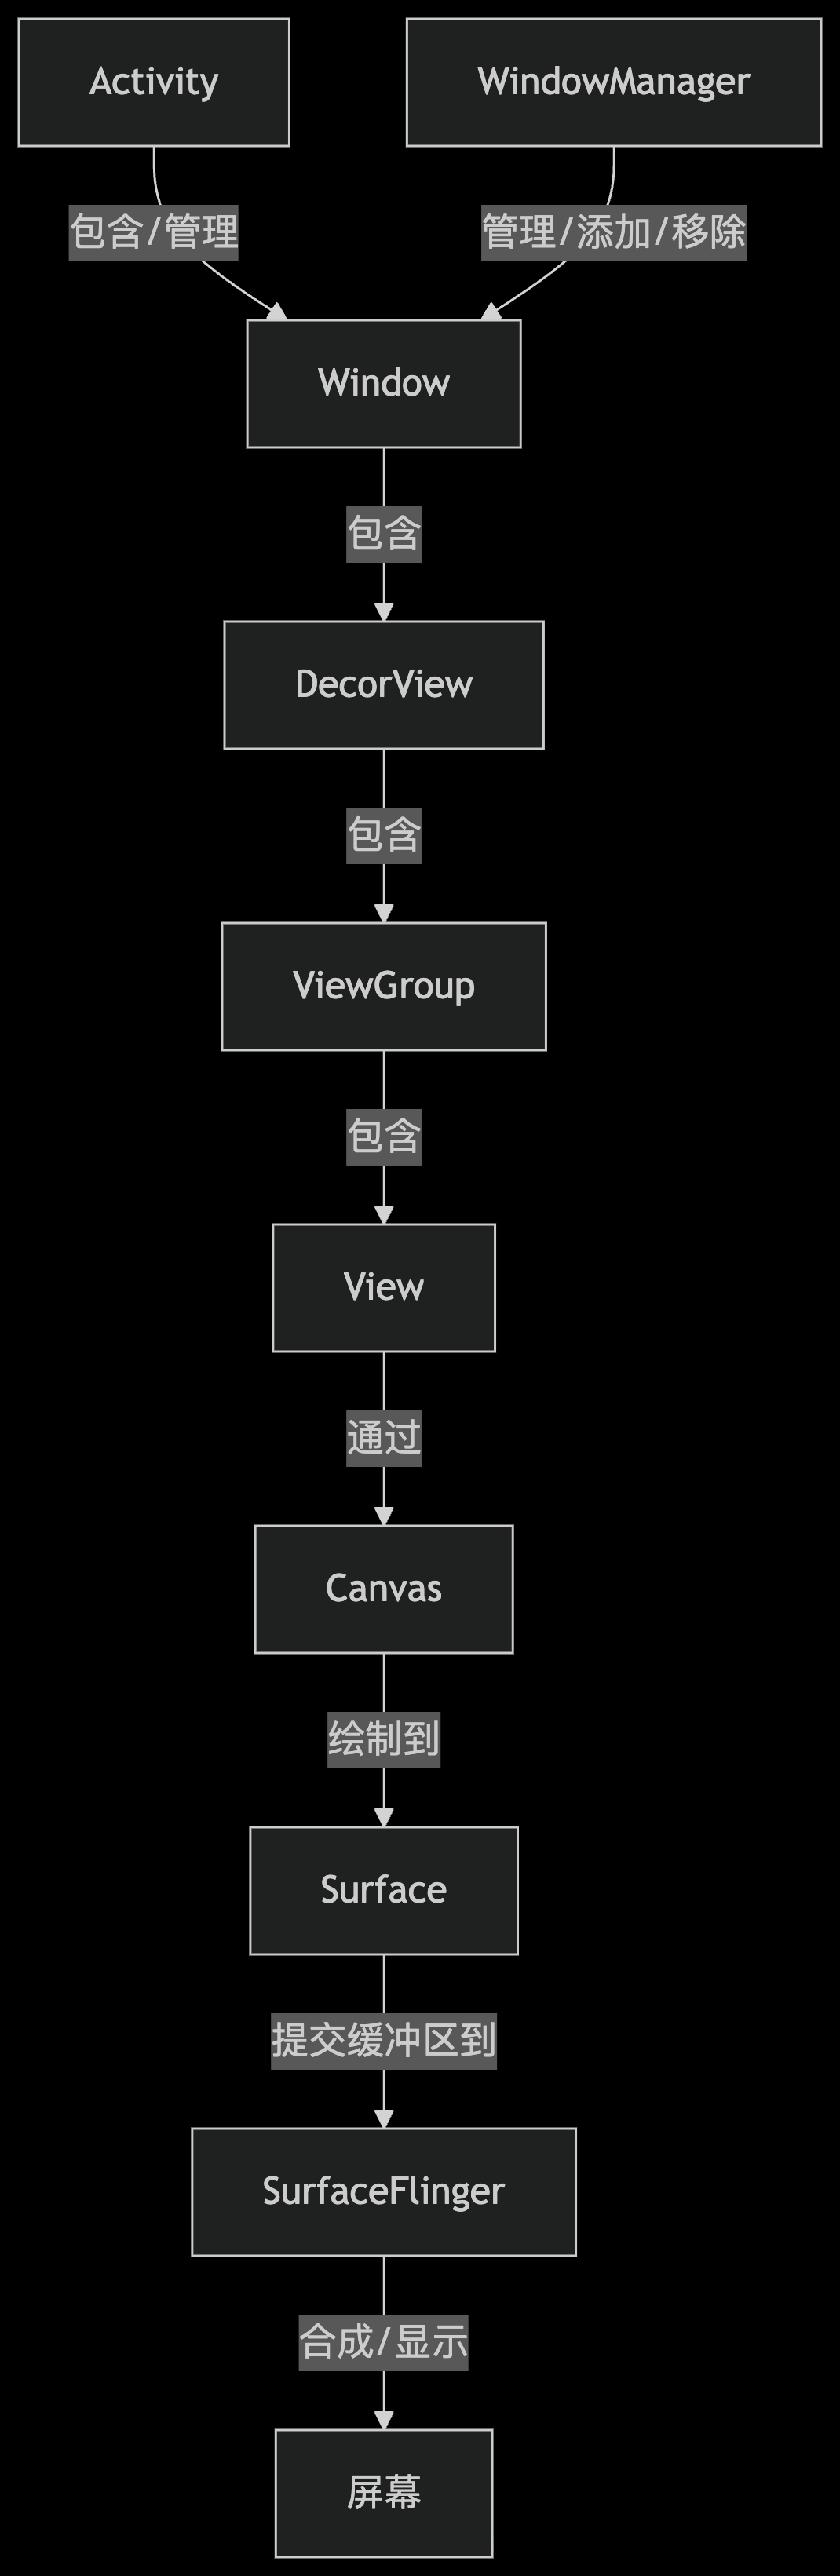 Activity
WindowManager
包含/管理
管理/添加/移除
Window
包含
DecorView
包含
ViewGroup
包含
View
通过
Canvas
绘制到
Surface
提交缓冲区到
SurfaceFlinger
合成/显示
屏幕